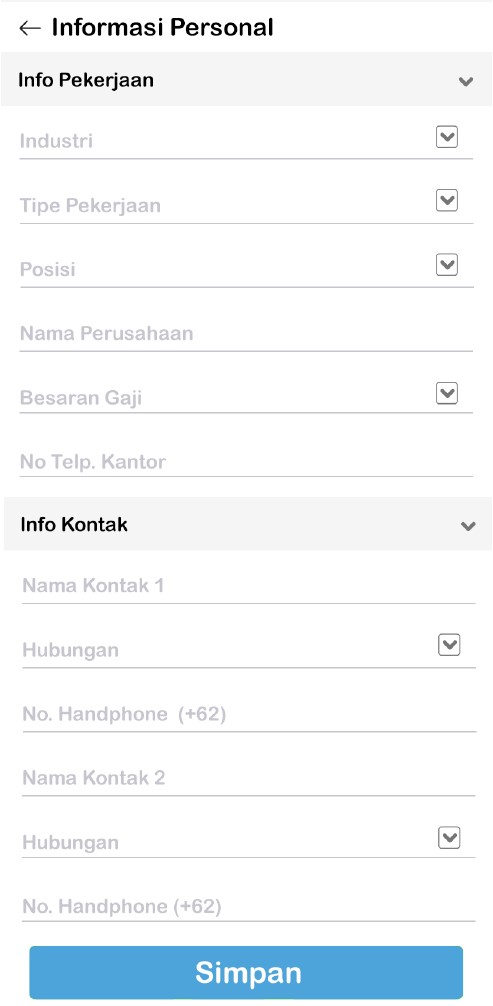 Informasi Personal
Info Pekerjaan
Industri
Tipe Pekerjaan
Posisi
Nama Perusahaan
Besaran Gaji
No Telp. Kantor
Info Kontak
Nama Kontak 1
Hubungan
No. Handphone (+62)
Nama Kontak 2
Hubungan
No. Handphone (+62)
Simpan